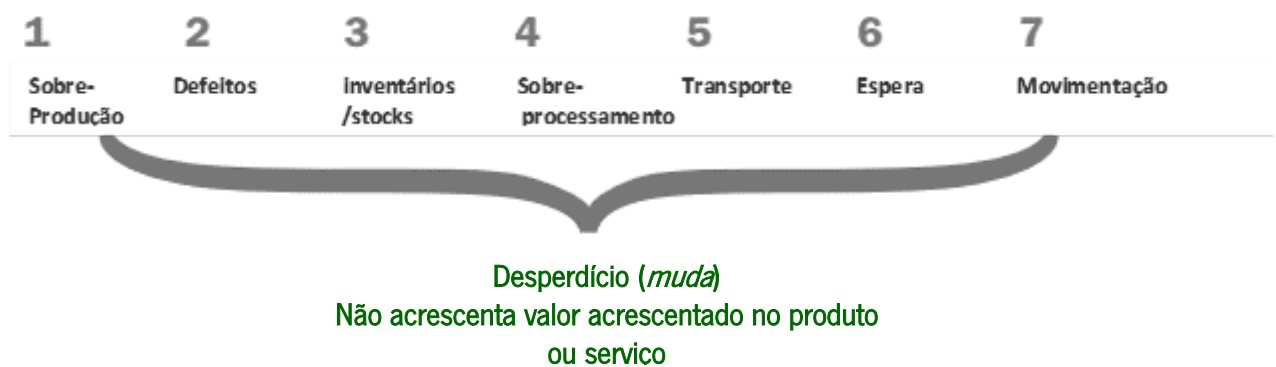 1 2 3 4 5 6 7
Sobre- Defeitos Inventários Sobre- Transporte Espera Movimentação
Produção /stocks processamento
Desperdício (muda)
Não acrescenta valor acrescentado no produto
ou serviço